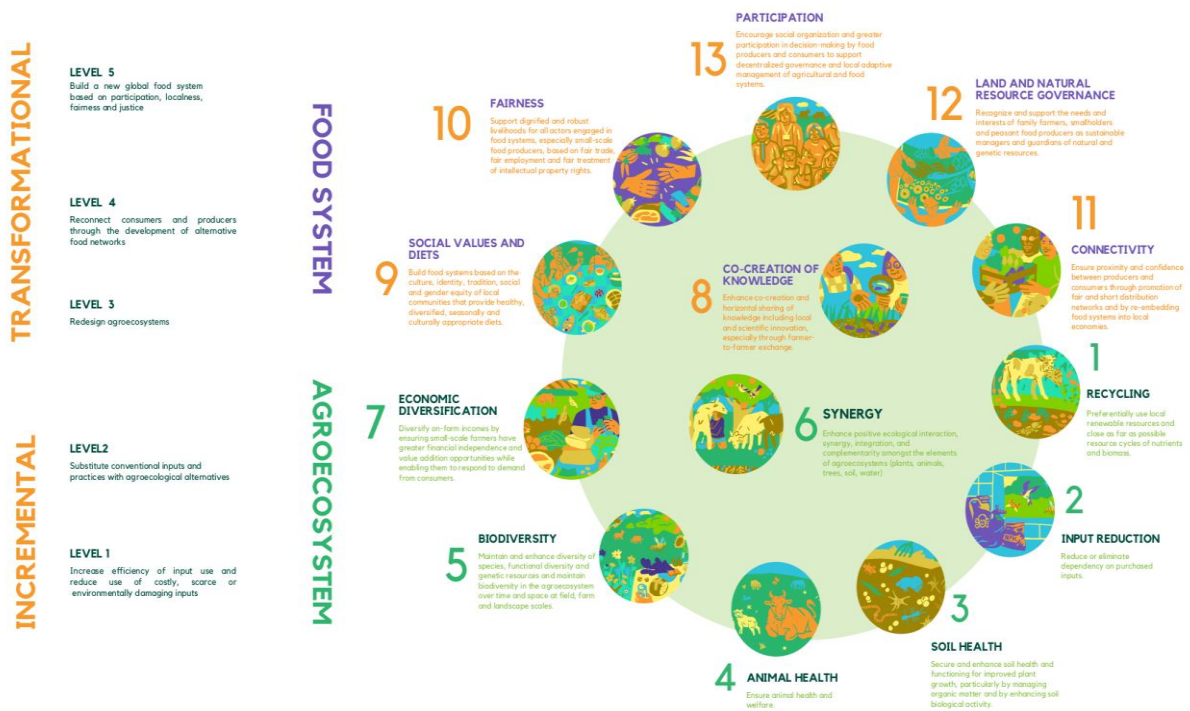 TRANSFORMATIONAL
LEVEL 5
Build a new global food system
based on participation, localness,
fairness and justice
LEVEL 4
Reconnect consumers and producers
through the development of alternative
food networks
LEVEL 3
Redesign agroecosystems
INCREMENTAL
LEVEL2
Substitute conventional inputs and
practices with agroecological alternatives
LEVEL 1
Increase efficiency of input use and
reduce use of costly, scarce or
environmentally damaging inputs
FOOD SYSTEM
AGROECOSYSTEM
13
PARTICIPATION
Encourage social organization and greater
participation in decision-making by food
producers and consumers to support
decentralized governance and local adaptive
management of agricultural and food
systems.
12
LAND AND NATURAL
RESOURCE GOVERNANCE
Recognize and support the needs and
interests of family farmers, smallholders
and peasant food producers as sustainable
managers and guardians of natural and
genetic resources.
11
CONNECTIVITY
Ensure proximity and confidence
between producers and
consumers through promotion of
fair and short distribution
networks and by re-embedding
food systems into local
economies.
10
FAIRNESS
Support dignified and robust
livelihoods for all actors engaged in
food systems, especially small-scale
food producers, based on fair trade,
fair employment and fair treatment
of intellectual property rights.
9
SOCIAL VALUES AND
DIETS
Build food systems based on the
culture, identity, tradition, social
and gender equity of local
communities that provide healthy,
diversified, seasonally and
culturally appropriate diets.
8
CO-CREATION OF
KNOWLEDGE
Enhance co-creation and
horizontal sharing of
knowledge including local
and scientific innovation,
especially through farmer-
to-farmer exchange.
1
RECYCLING
Preferentially use local
renewable resources and
close as far as possible
resource cycles of nutrients
and biomass.
7
ECONOMIC
DIVERSIFICATION
Diversify on-farm incomes by
ensuring small-scale farmers have
greater financial independence and
value addition opportunities while
enabling them to respond to demand
from consumers.
6
SYNERGY
Enhance positive ecological interaction,
synergy, integration, and
complementarity amongst the elements
of agroecosystems (plants, animals,
trees, soil, water)
2
INPUT REDUCTION
Reduce or eliminate
dependency on purchased
inputs.
5
BIODIVERSITY
Maintain and enhance diversity of
species, functional diversity and
genetic resources and maintain
biodiversity in the agroecosystem
over time and space at field, farm
and landscape scales.
3
SOIL HEALTH
Secure and enhance soil health and
functioning for improved plant
growth, particularly by managing
organic matter and by enhancing soil
biological activity.
4
ANIMAL HEALTH
Ensure animal health and
welfare.